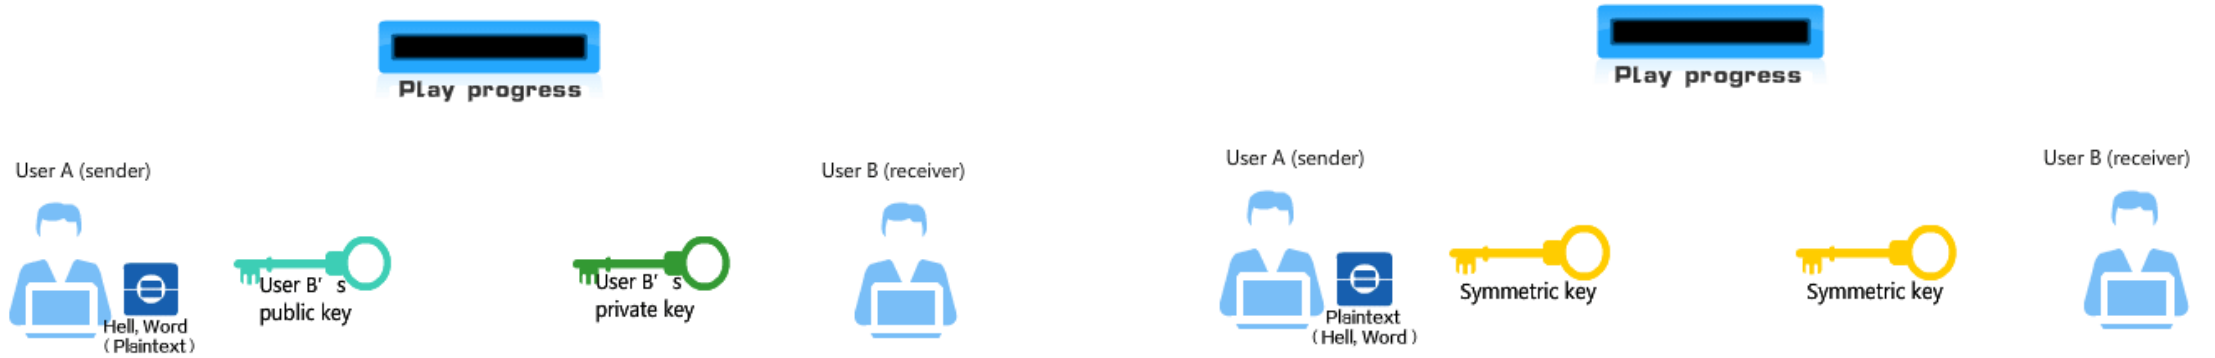 Play progress
User A (sender)
User B (receiver)
User B' s
public key
User B' s
private key
Hell, Word
( Plaintext )
Play progress
User A (sender)
User B (receiver)
Symmetric key
Symmetric key
Plaintext
( Hell, Word )